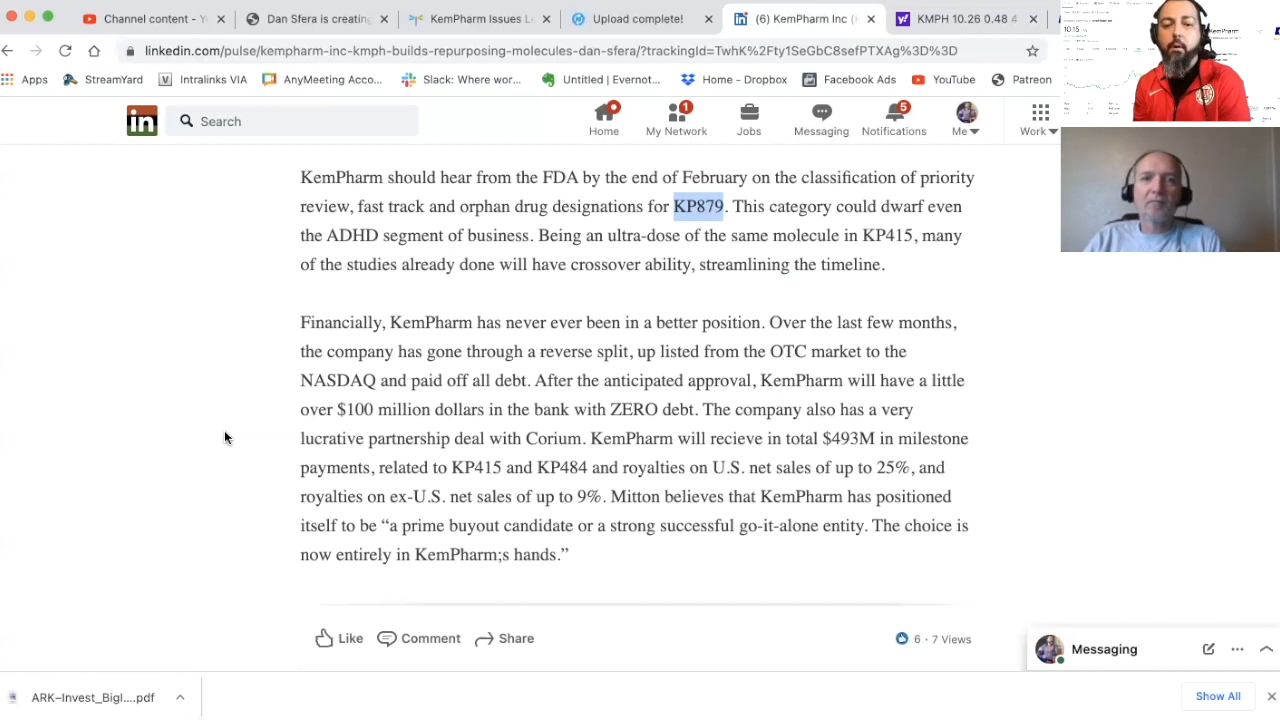 Channel content - Y
Dan Sfera is creating
KemPharm Issues Le
Upload complete!
(6) KemPharm Inc (
KMPH 10.26 0.48 4
linkedin.com/pulse/kempharm-inc-kmph-builds-repurposing-molecules-dan-sfera/?trackingId=TwhK%2Fty1SeGbC8sefPTXAg%3D%3D
Apps
StreamYard
Intralinks VIA
AnyMeeting Acco...
Slack: Where wor...
Untitled | Evernot...
Home - Dropbox
Facebook Ads
YouTube
Patreon
in
Search
Home
1
My Network
Jobs
Messaging
5
Notifications
Me
Work
KemPharm should hear from the FDA by the end of February on the classification of priority
review, fast track and orphan drug designations for KP879. This category could dwarf even
the ADHD segment of business. Being an ultra-dose of the same molecule in KP415, many
of the studies already done will have crossover ability, streamlining the timeline.
Financially, KemPharm has never ever been in a better position. Over the last few months,
the company has gone through a reverse split, up listed from the OTC market to the
NASDAQ and paid off all debt. After the anticipated approval, KemPharm will have a little
over $100 million dollars in the bank with ZERO debt. The company also has a very
lucrative partnership deal with Corium. KemPharm will recieve in total $493M in milestone
payments, related to KP415 and KP484 and royalties on U.S. net sales of up to 25%, and
royalties on ex-U.S. net sales of up to 9%. Mitton believes that KemPharm has positioned
itself to be “a prime buyout candidate or a strong successful go-it-alone entity. The choice is
now entirely in KemPharm;s hands.”
Like
Comment
Share
6 · 7 Views
Messaging
ARK–Invest_BigI....pdf
Show All
10.15
KemPharm